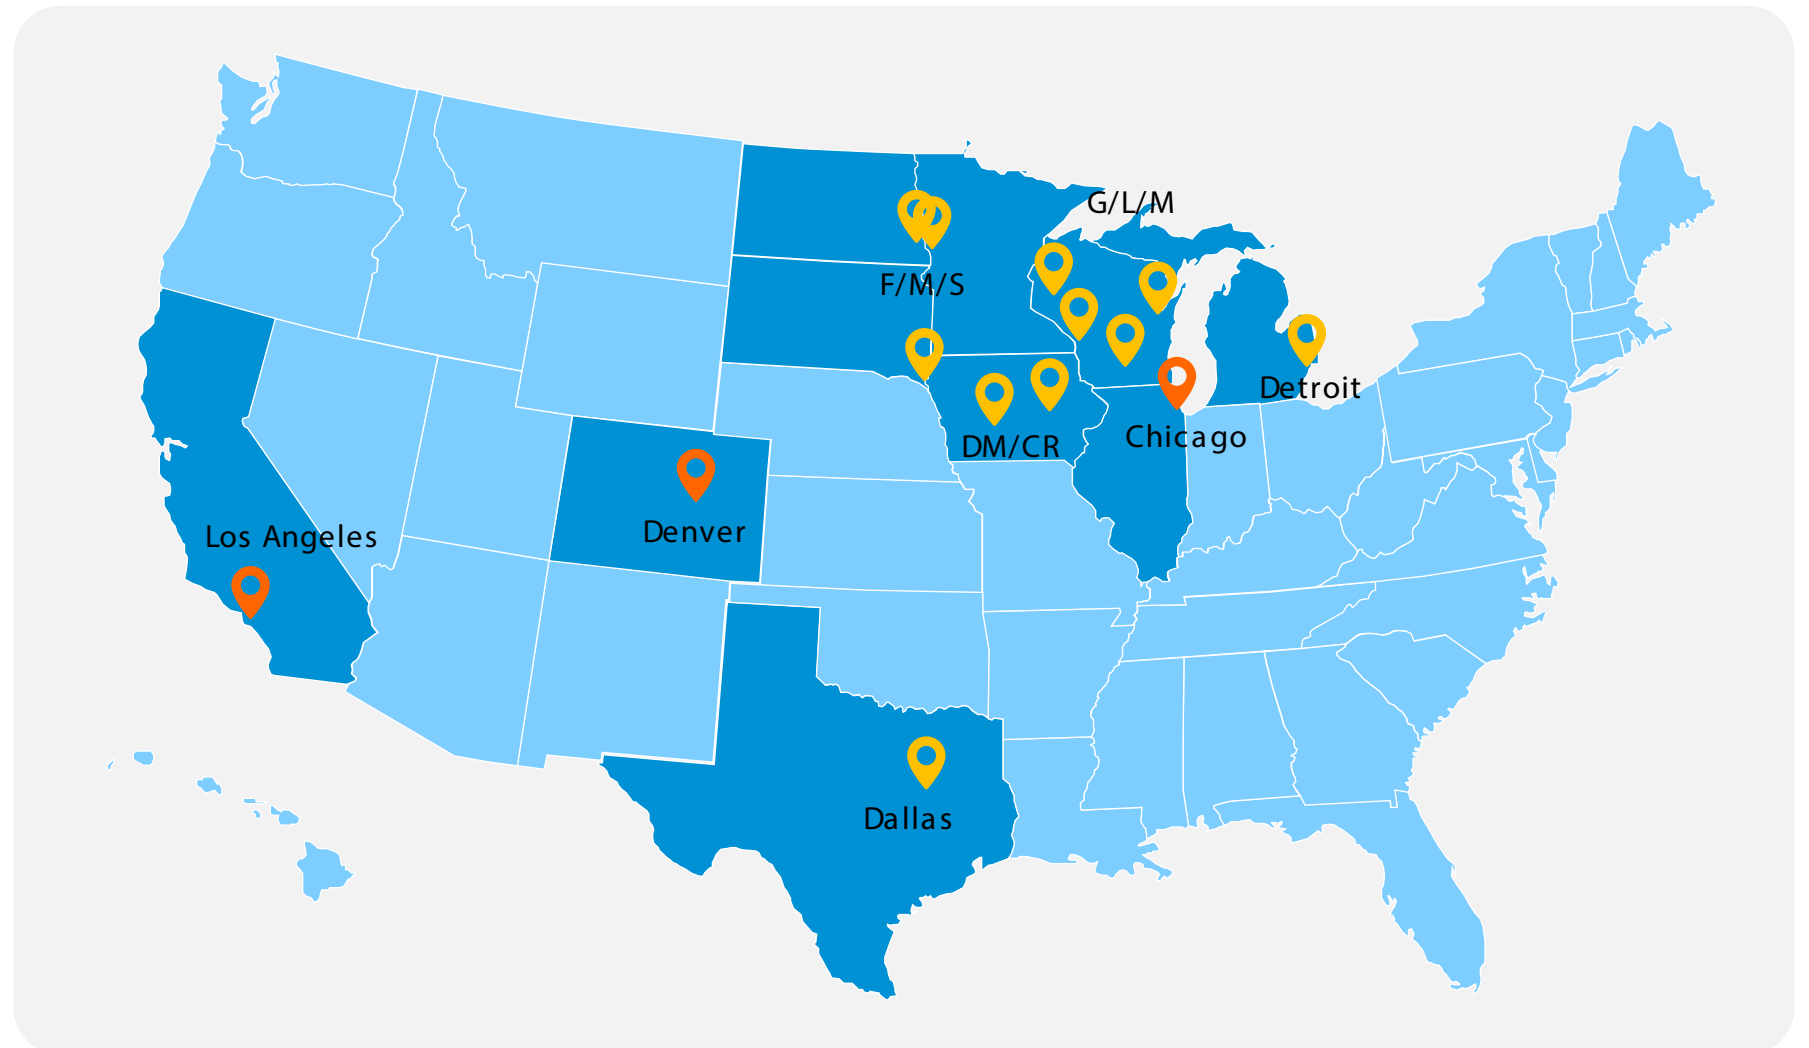 G/L/M
F/M/S
Detroit
Chicago
DM/CR
Denver
Los Angeles
Dallas